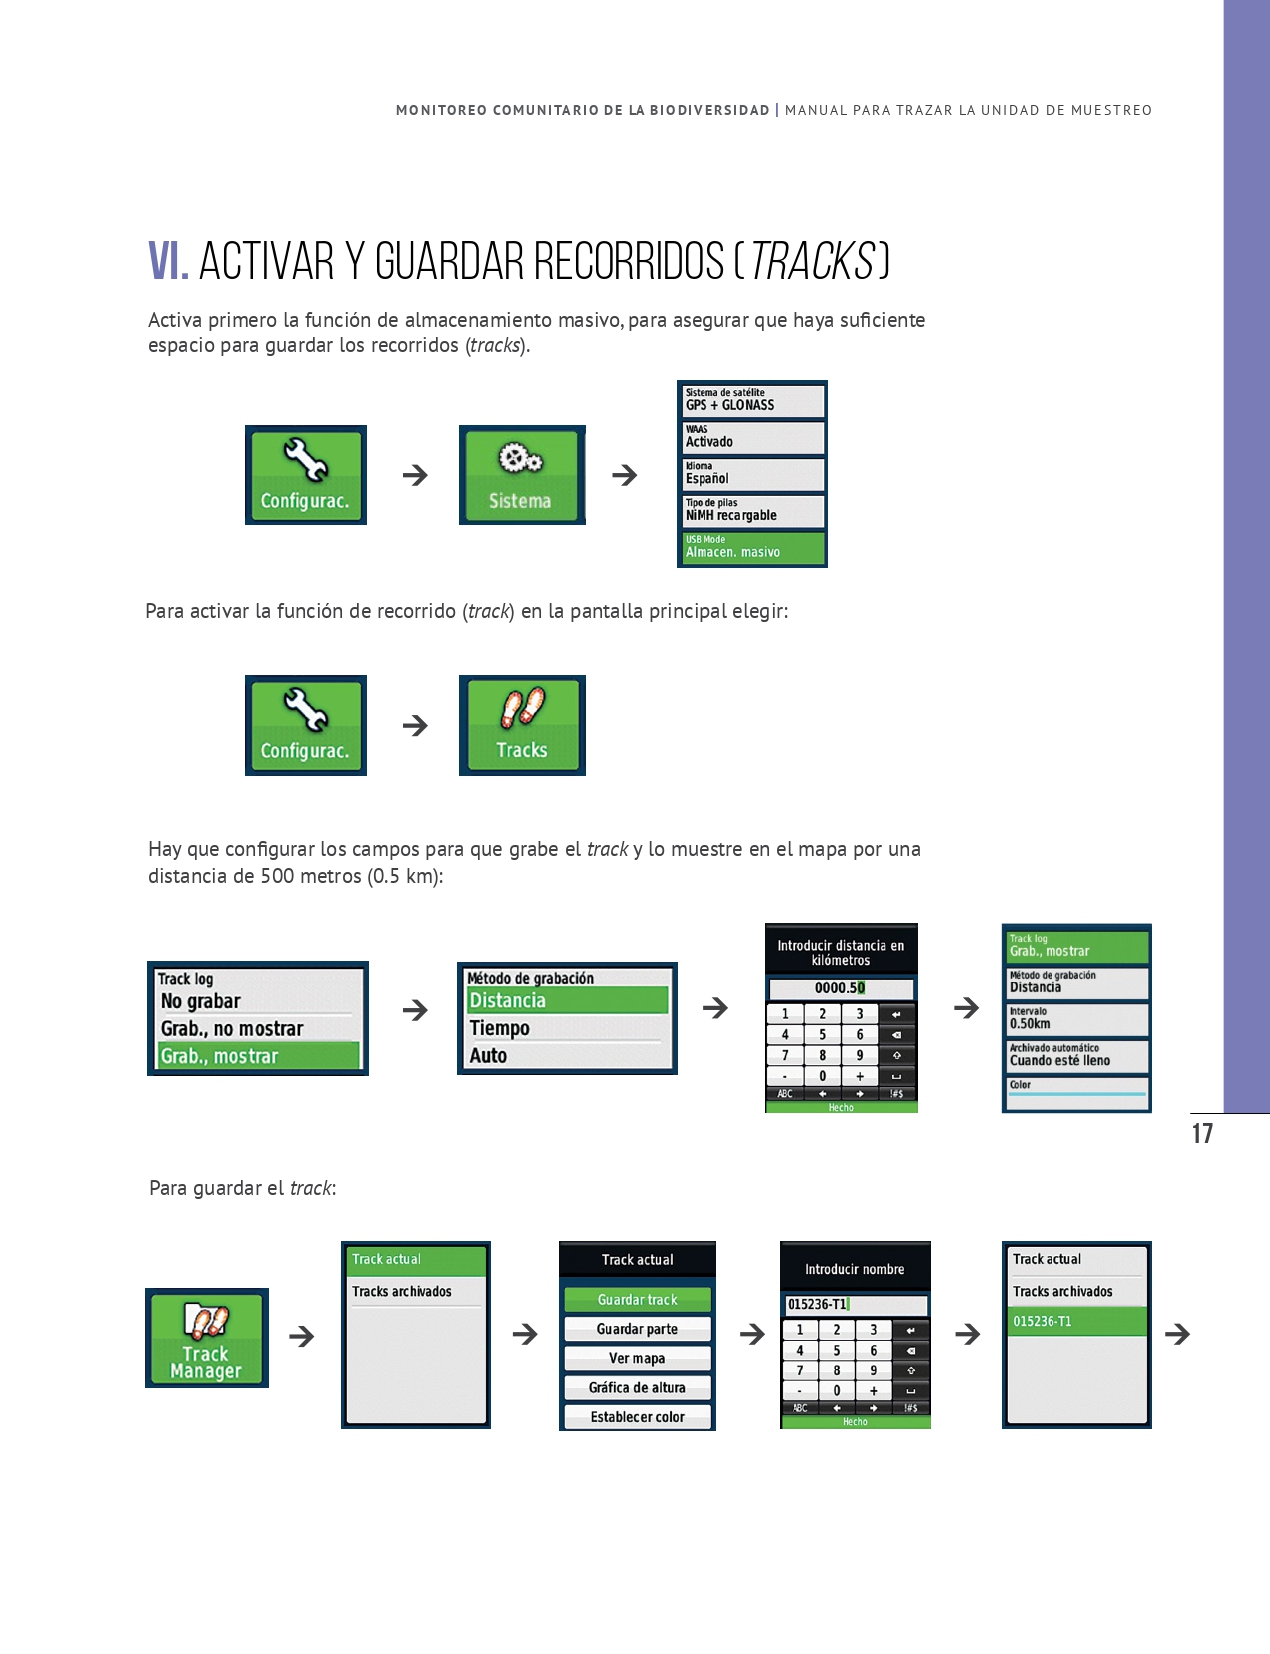 MONITOREO COMUNITARIO DE LA BIODIVERSIDAD | MANUAL PARA TRAZAR LA UNIDAD DE MUESTREO
VI. ACTIVAR Y GUARDAR RECORRIDOS (TRACKS)
Activa primero la función de almacenamiento masivo, para asegurar que haya suficiente
espacio para guardar los recorridos (tracks).
Configurac.
Sistema
Sistema de satélite
GPS + GLONASS
WAAS
Activado
Idioma
Español
Tipo de pilas
NiMH recargable
USB Mode
Almacen. masivo
Para activar la función de recorrido (track) en la pantalla principal elegir:
Configurac.
Tracks
Hay que configurar los campos para que grabe el track y lo muestre en el mapa por una
distancia de 500 metros (0.5 km):
Track log
No grabar
Grab., no mostrar
Grab., mostrar
Método de grabación
Distancia
Tiempo
Auto
Introducir distancia en
kilómetros
0000.50
1 2 3
4 5 6
7 8 9
- 0 +
ABC !#$
Hecho
Track log
Grab., mostrar
Método de grabación
Distancia
Intervalo
0.50km
Archivado automático
Cuando esté lleno
Color
17
Para guardar el track:
Track
Manager
Track actual
Tracks archivados
Track actual
Guardar track
Guardar parte
Ver mapa
Gráfica de altura
Establecer color
Introducir nombre
015236-T1
1 2 3
4 5 6
7 8 9
- 0 +
ABC !#$
Hecho
Track actual
Tracks archivados
015236-T1